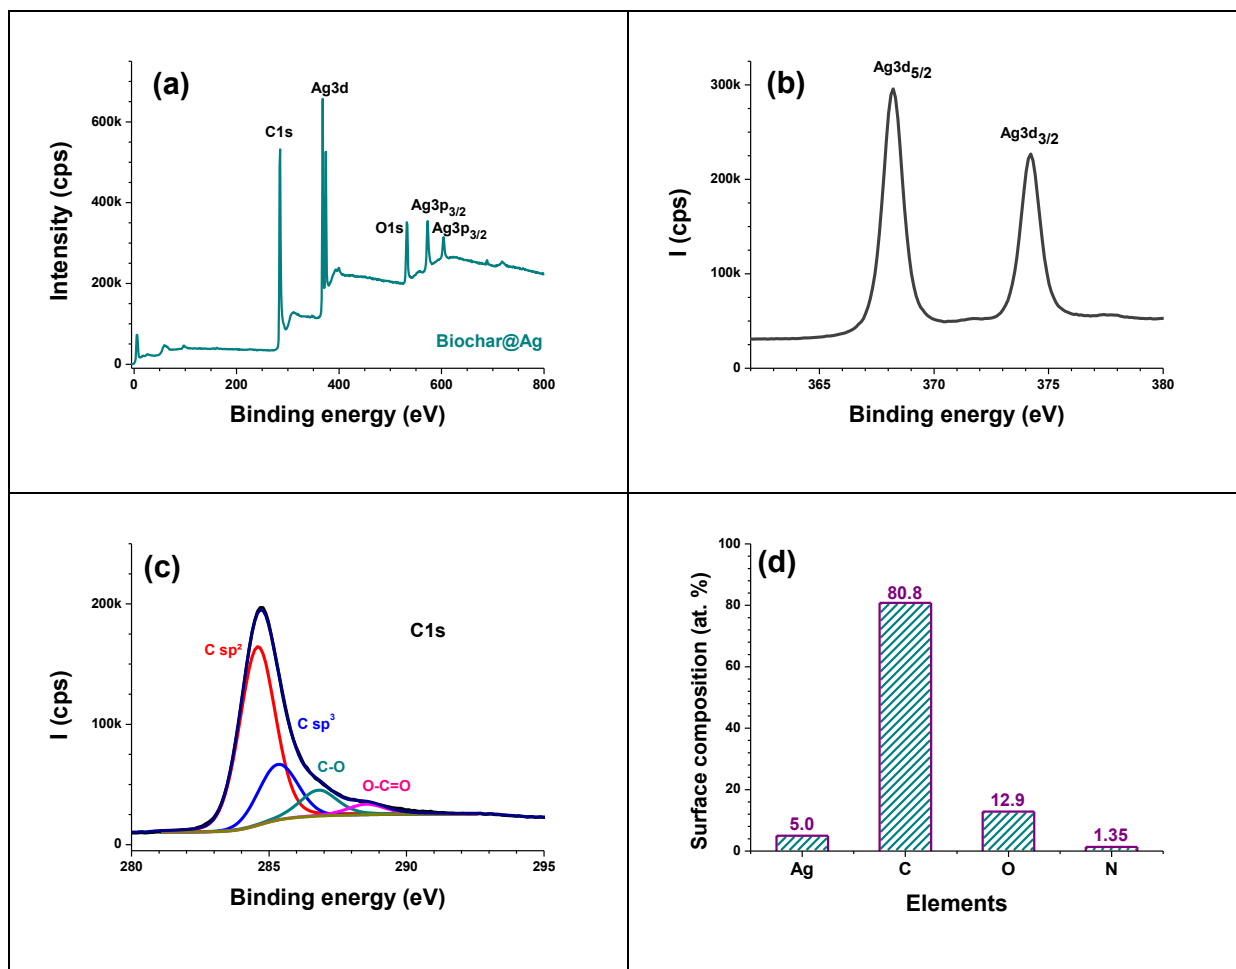 (a)
Ag3d
C1s
Ag3p3/2
O1s
Ag3p3/2
Biochar@Ag
Intensity (cps)
600k
400k
200k
0
0 200 400 600 800
Binding energy (eV)
(b)
Ag3d5/2
Ag3d3/2
I (cps)
300k
200k
100k
0
365 370 375 380
Binding energy (eV)
(c)
C1s
C sp²
C sp³
C-O
O-C=O
I (cps)
200k
100k
0
280 285 290 295
Binding energy (eV)
(d)
Surface composition (at. %)
100
80
60
40
20
0
5.0
80.8
12.9
1.35
Ag C O N
Elements